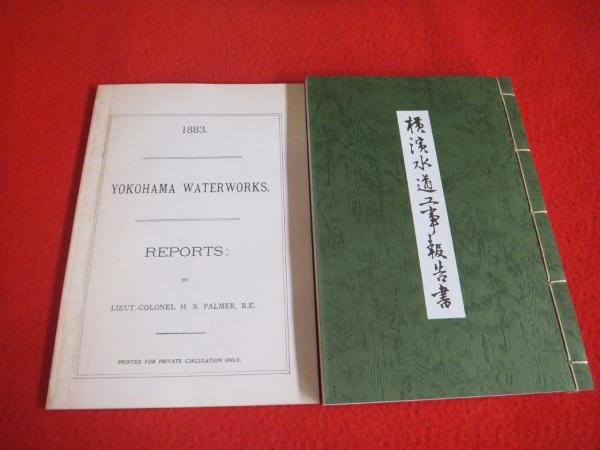 1883.
YOKOHAMA WATERWORKS.
REPORTS:
BY
LIEUT.-COLONEL H. S. PALMER, R.E.
PRINTED FOR PRIVATE CIRCULATION ONLY.
横濱水道工事報告書